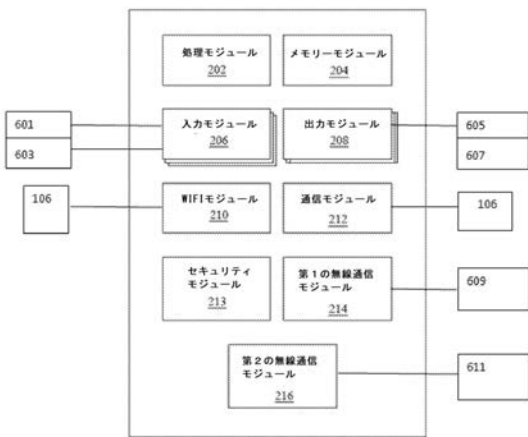 処理モジュール
202
メモリーモジュール
204
601
603
入力モジュール
206
出力モジュール
208
605
607
106
WIFIモジュール
210
通信モジュール
212
106
セキュリティ
モジュール
213
第1の無線通信
モジュール
214
609
第2の無線通信
モジュール
216
611